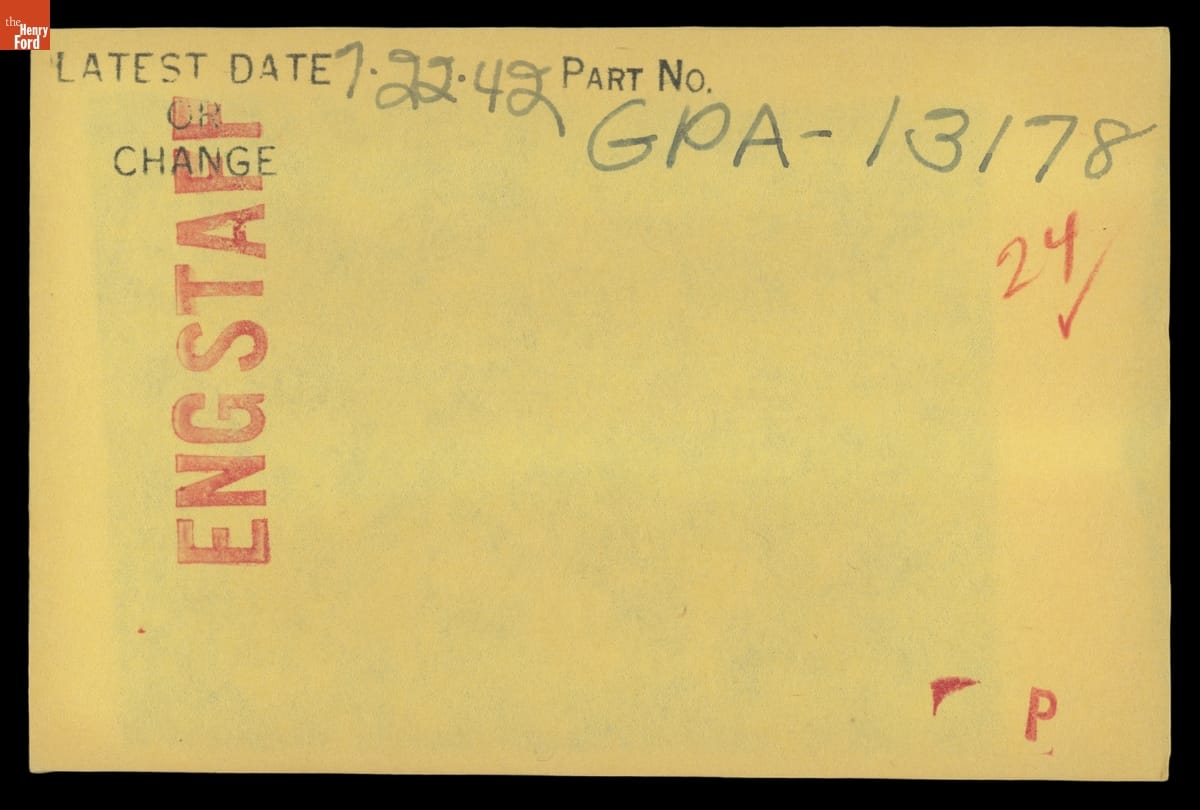 the
Henry
Ford
LATEST DATE 7.22.42 PART NO.
OR
CHANGE
GPA-13178
24
ENGSTAFF
P